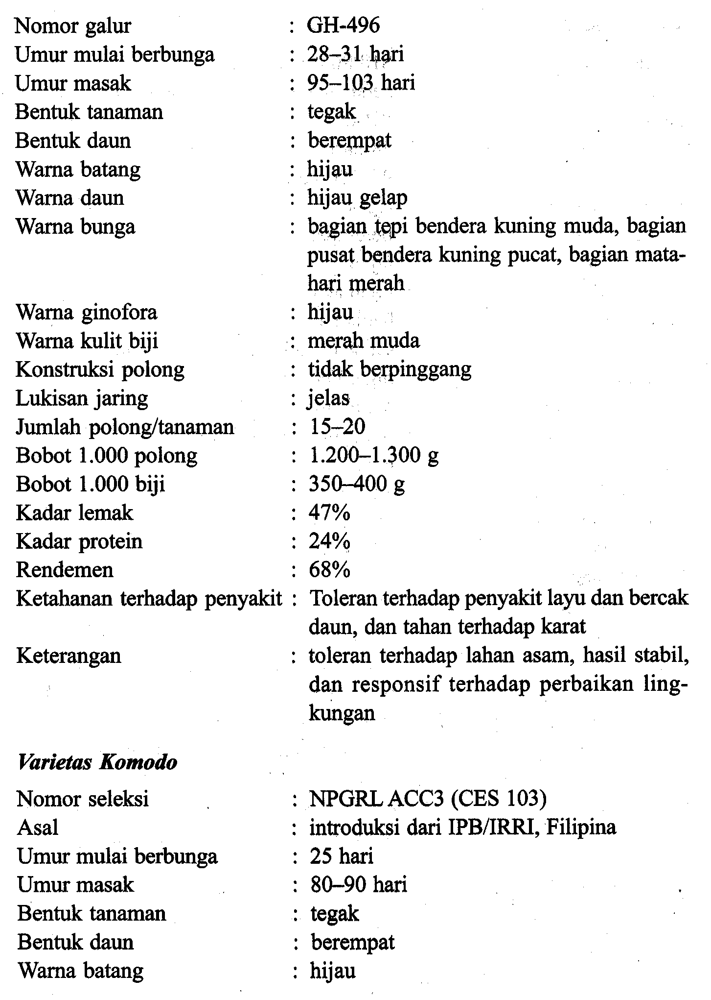 Nomor galur : GH-496
Umur mulai berbunga : 28–31 hari
Umur masak : 95–103 hari
Bentuk tanaman : tegak
Bentuk daun : berempat
Warna batang : hijau
Warna daun : hijau gelap
Warna bunga : bagian tepi bendera kuning muda, bagian
pusat bendera kuning pucat, bagian mata-
hari merah
Warna ginofora : hijau
Warna kulit biji : merah muda
Konstruksi polong : tidak berpinggang
Lukisan jaring : jelas
Jumlah polong/tanaman : 15–20
Bobot 1.000 polong : 1.200–1.300 g
Bobot 1.000 biji : 350–400 g
Kadar lemak : 47%
Kadar protein : 24%
Rendemen : 68%
Ketahanan terhadap penyakit : Toleran terhadap penyakit layu dan bercak
daun, dan tahan terhadap karat
Keterangan : toleran terhadap lahan asam, hasil stabil,
dan responsif terhadap perbaikan ling-
kungan
Varietas Komodo
Nomor seleksi : NPGRL ACC3 (CES 103)
Asal : introduksi dari IPB/IRRI, Filipina
Umur mulai berbunga : 25 hari
Umur masak : 80–90 hari
Bentuk tanaman : tegak
Bentuk daun : berempat
Warna batang : hijau